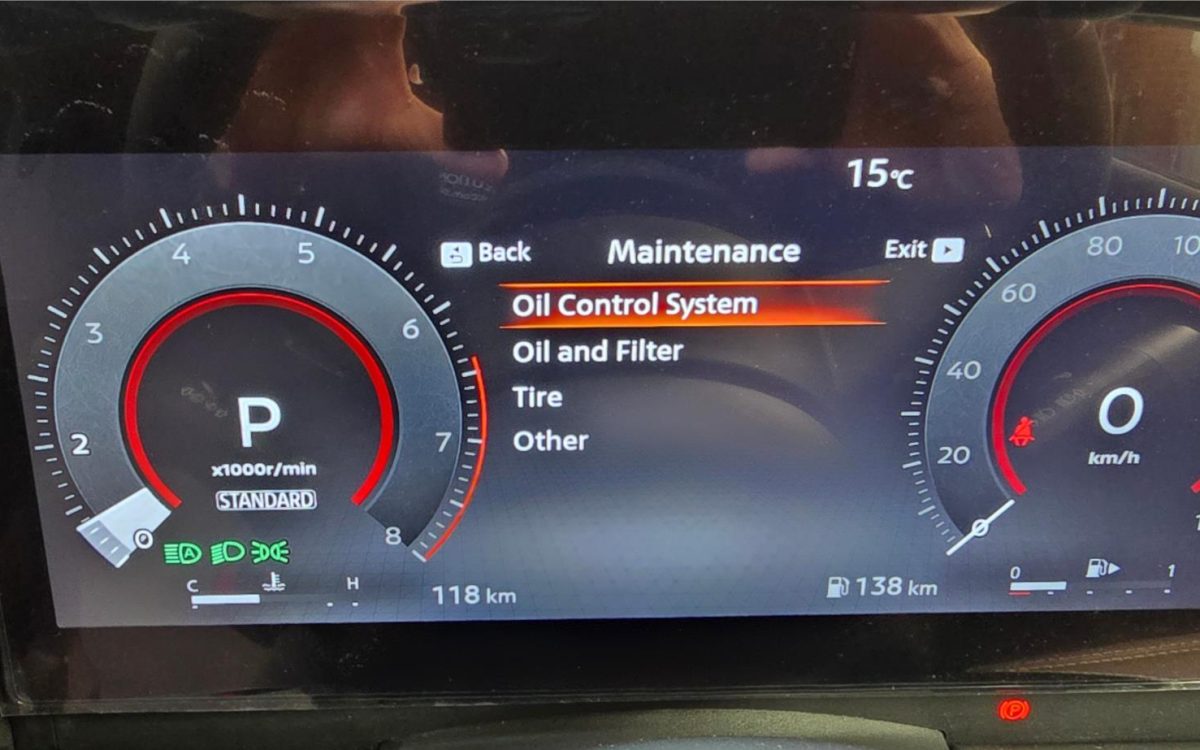 15°C
Back
Maintenance
Exit
Oil Control System
Oil and Filter
Tire
Other
2
3
4
5
6
7
8
P
x1000r/min
STANDARD
P
A
C
H
118 km
20
40
60
80
0
km/h
0
138 km
0
1
P